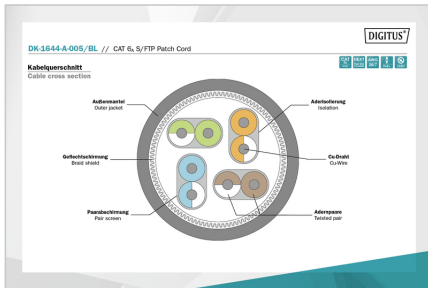 DIGITUS®
DK-1644-A-005/BL // CAT 6A S/FTP Patch Cord
Kabelquerschnitt
Cable cross section
Außenmantel
Outer jacket
Aderisolierung
Isolation
Geflechtschirmung
Braid shield
Cu-Draht
Cu-Wire
Paarabschirmung
Pair screen
Adernpaare
Twisted pair